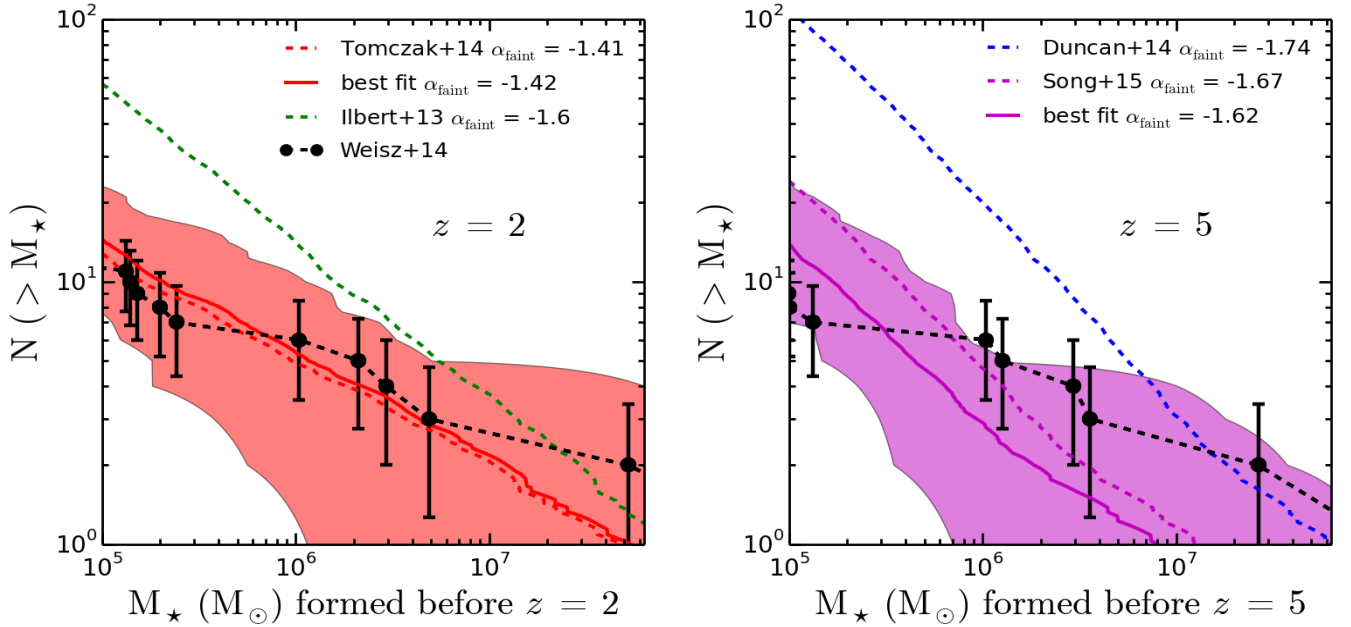 10²
10¹
10⁰
N (> M⋆)
Tomczak+14 α_faint = -1.41
best fit α_faint = -1.42
Ilbert+13 α_faint = -1.6
Weisz+14
z = 2
10⁵ 10⁶ 10⁷
M⋆ (M⊙) formed before z = 2
10²
10¹
10⁰
N (> M⋆)
Duncan+14 α_faint = -1.74
Song+15 α_faint = -1.67
best fit α_faint = -1.62
z = 5
10⁵ 10⁶ 10⁷
M⋆ (M⊙) formed before z = 5